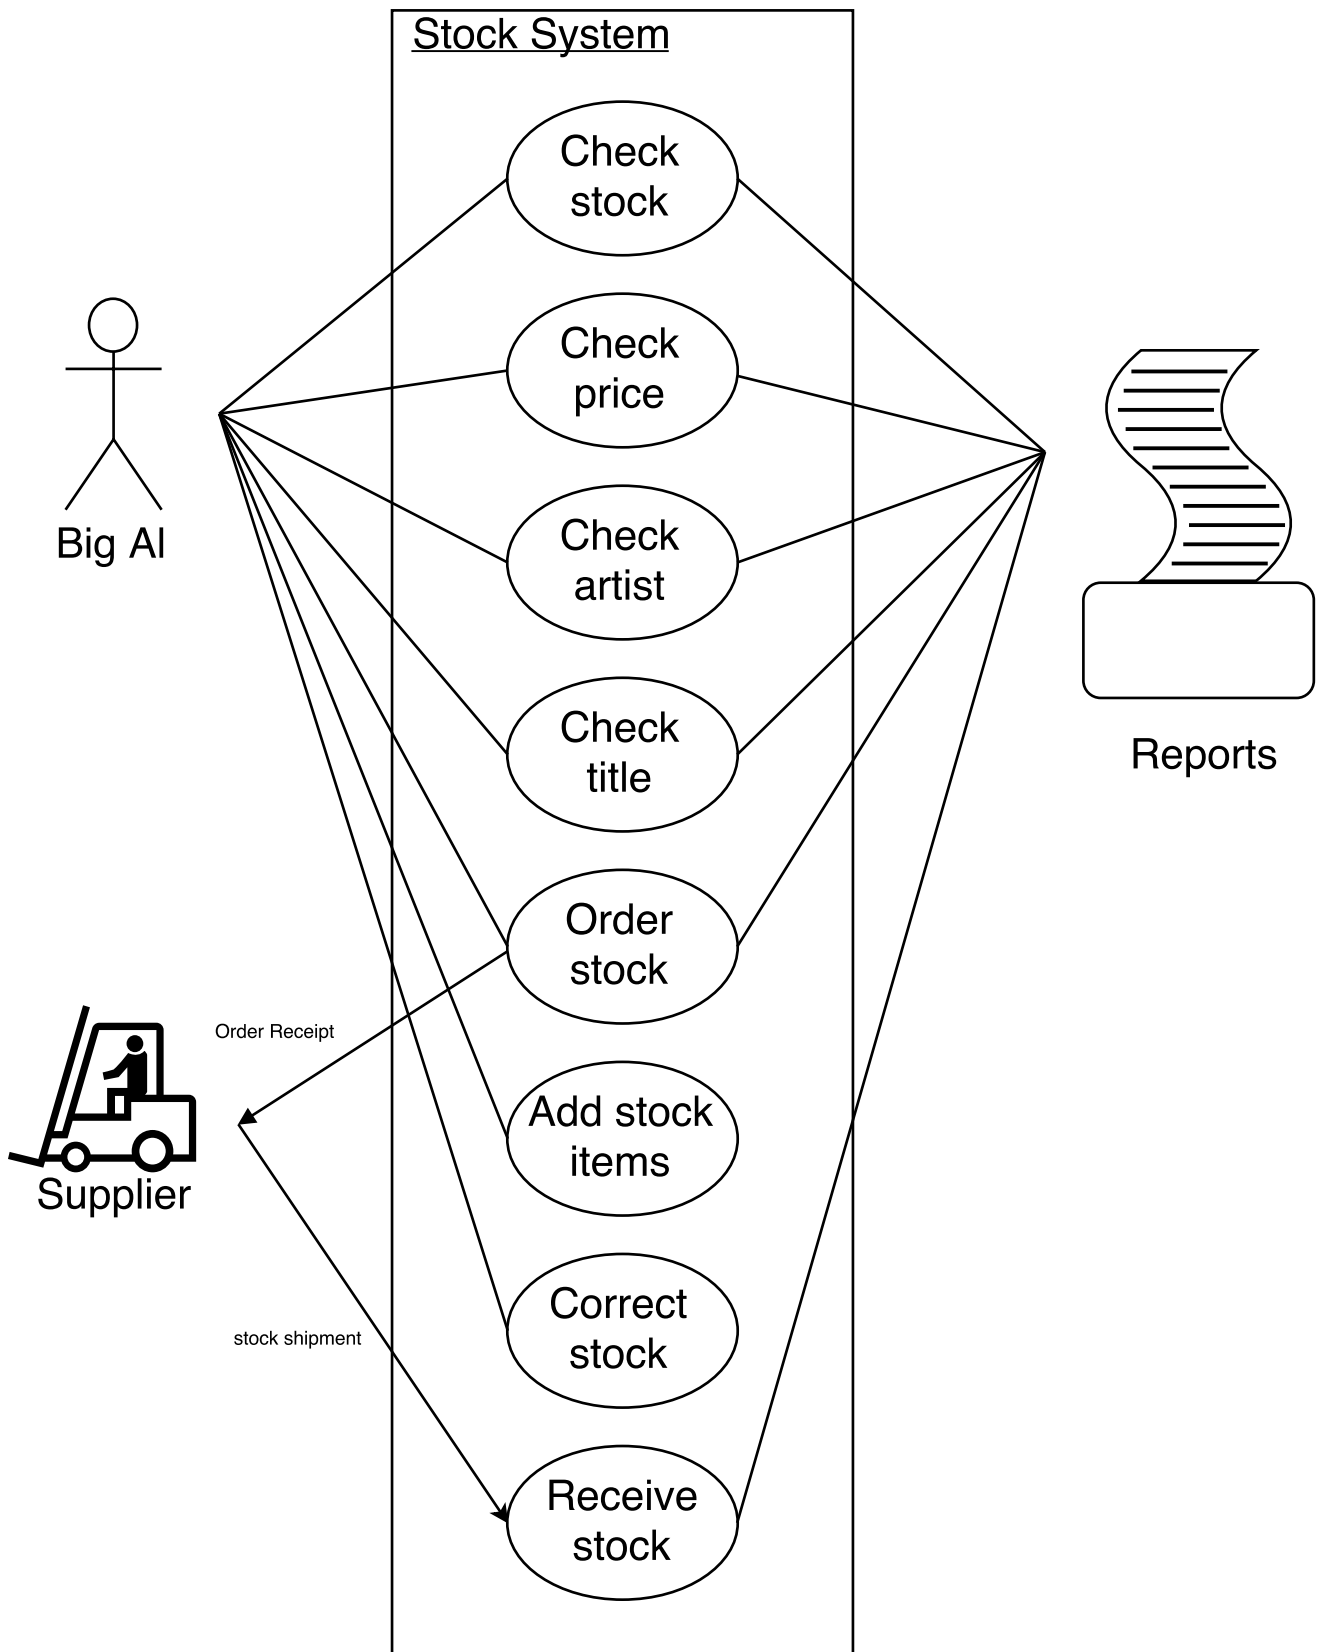 Stock System
Check
stock
Check
price
Big Al
Check
artist
Check
title
Reports
Order
stock
Order Receipt
Add stock
items
Supplier
Correct
stock
stock shipment
Receive
stock